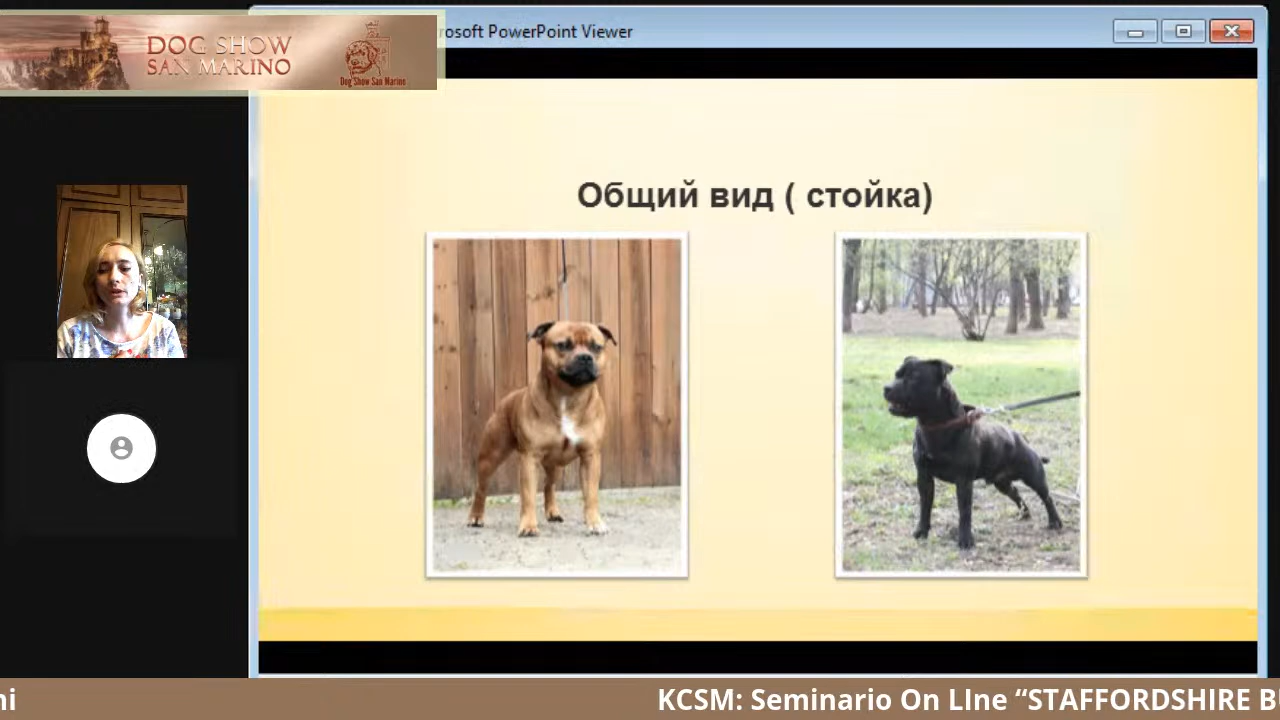 DOG SHOW
SAN MARINO
Dog Show San Marino
rosoft PowerPoint Viewer
Общий вид ( стойка)
ni
KCSM: Seminario On LIne “STAFFORDSHIRE B